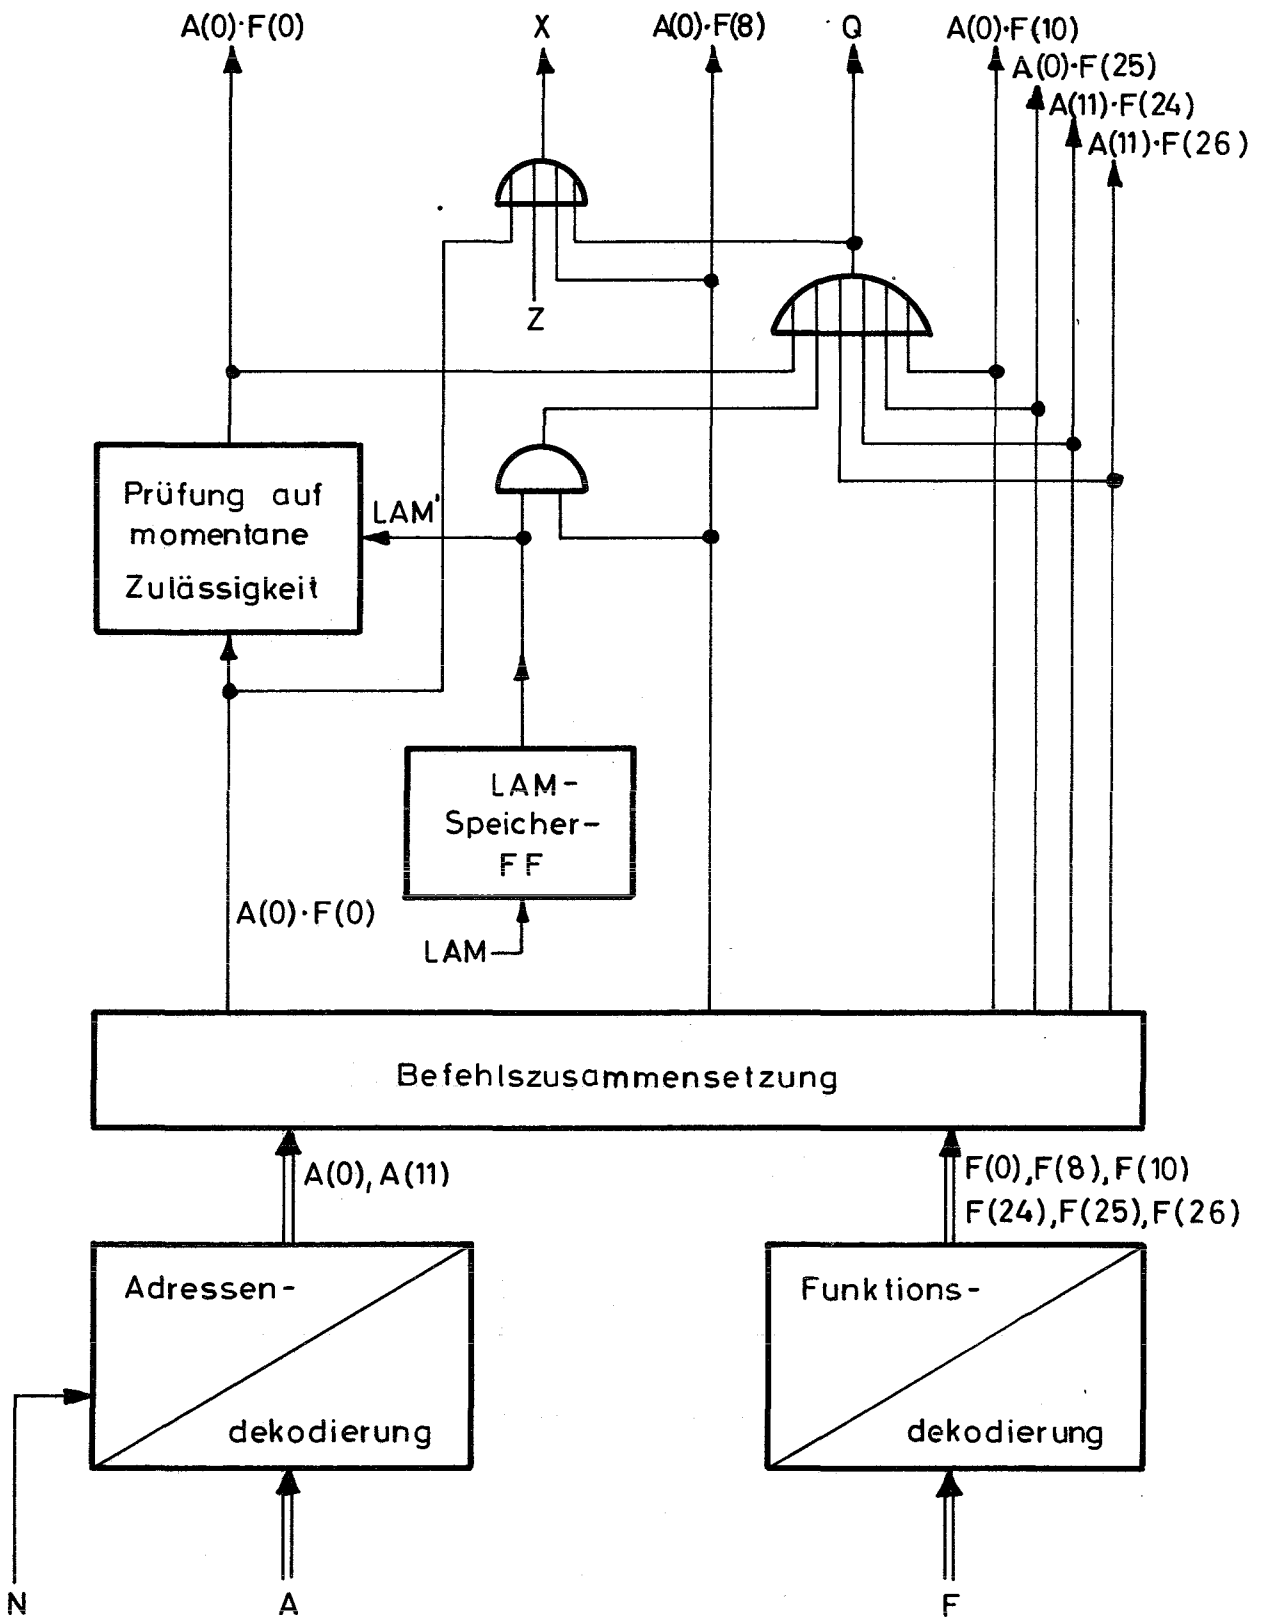 A(0)·F(0)
X
A(0)·F(8)
Q
A(0)·F(10)
A(0)·F(25)
A(11)·F(24)
A(11)·F(26)
Z
Prüfung auf
momentane
Zulässigkeit
LAM'
LAM-
Speicher-
FF
A(0)·F(0)
LAM
Befehlszusammensetzung
A(0), A(11)
F(0),F(8),F(10)
F(24),F(25),F(26)
Adressen-
dekodierung
Funktions-
dekodierung
N
A
F